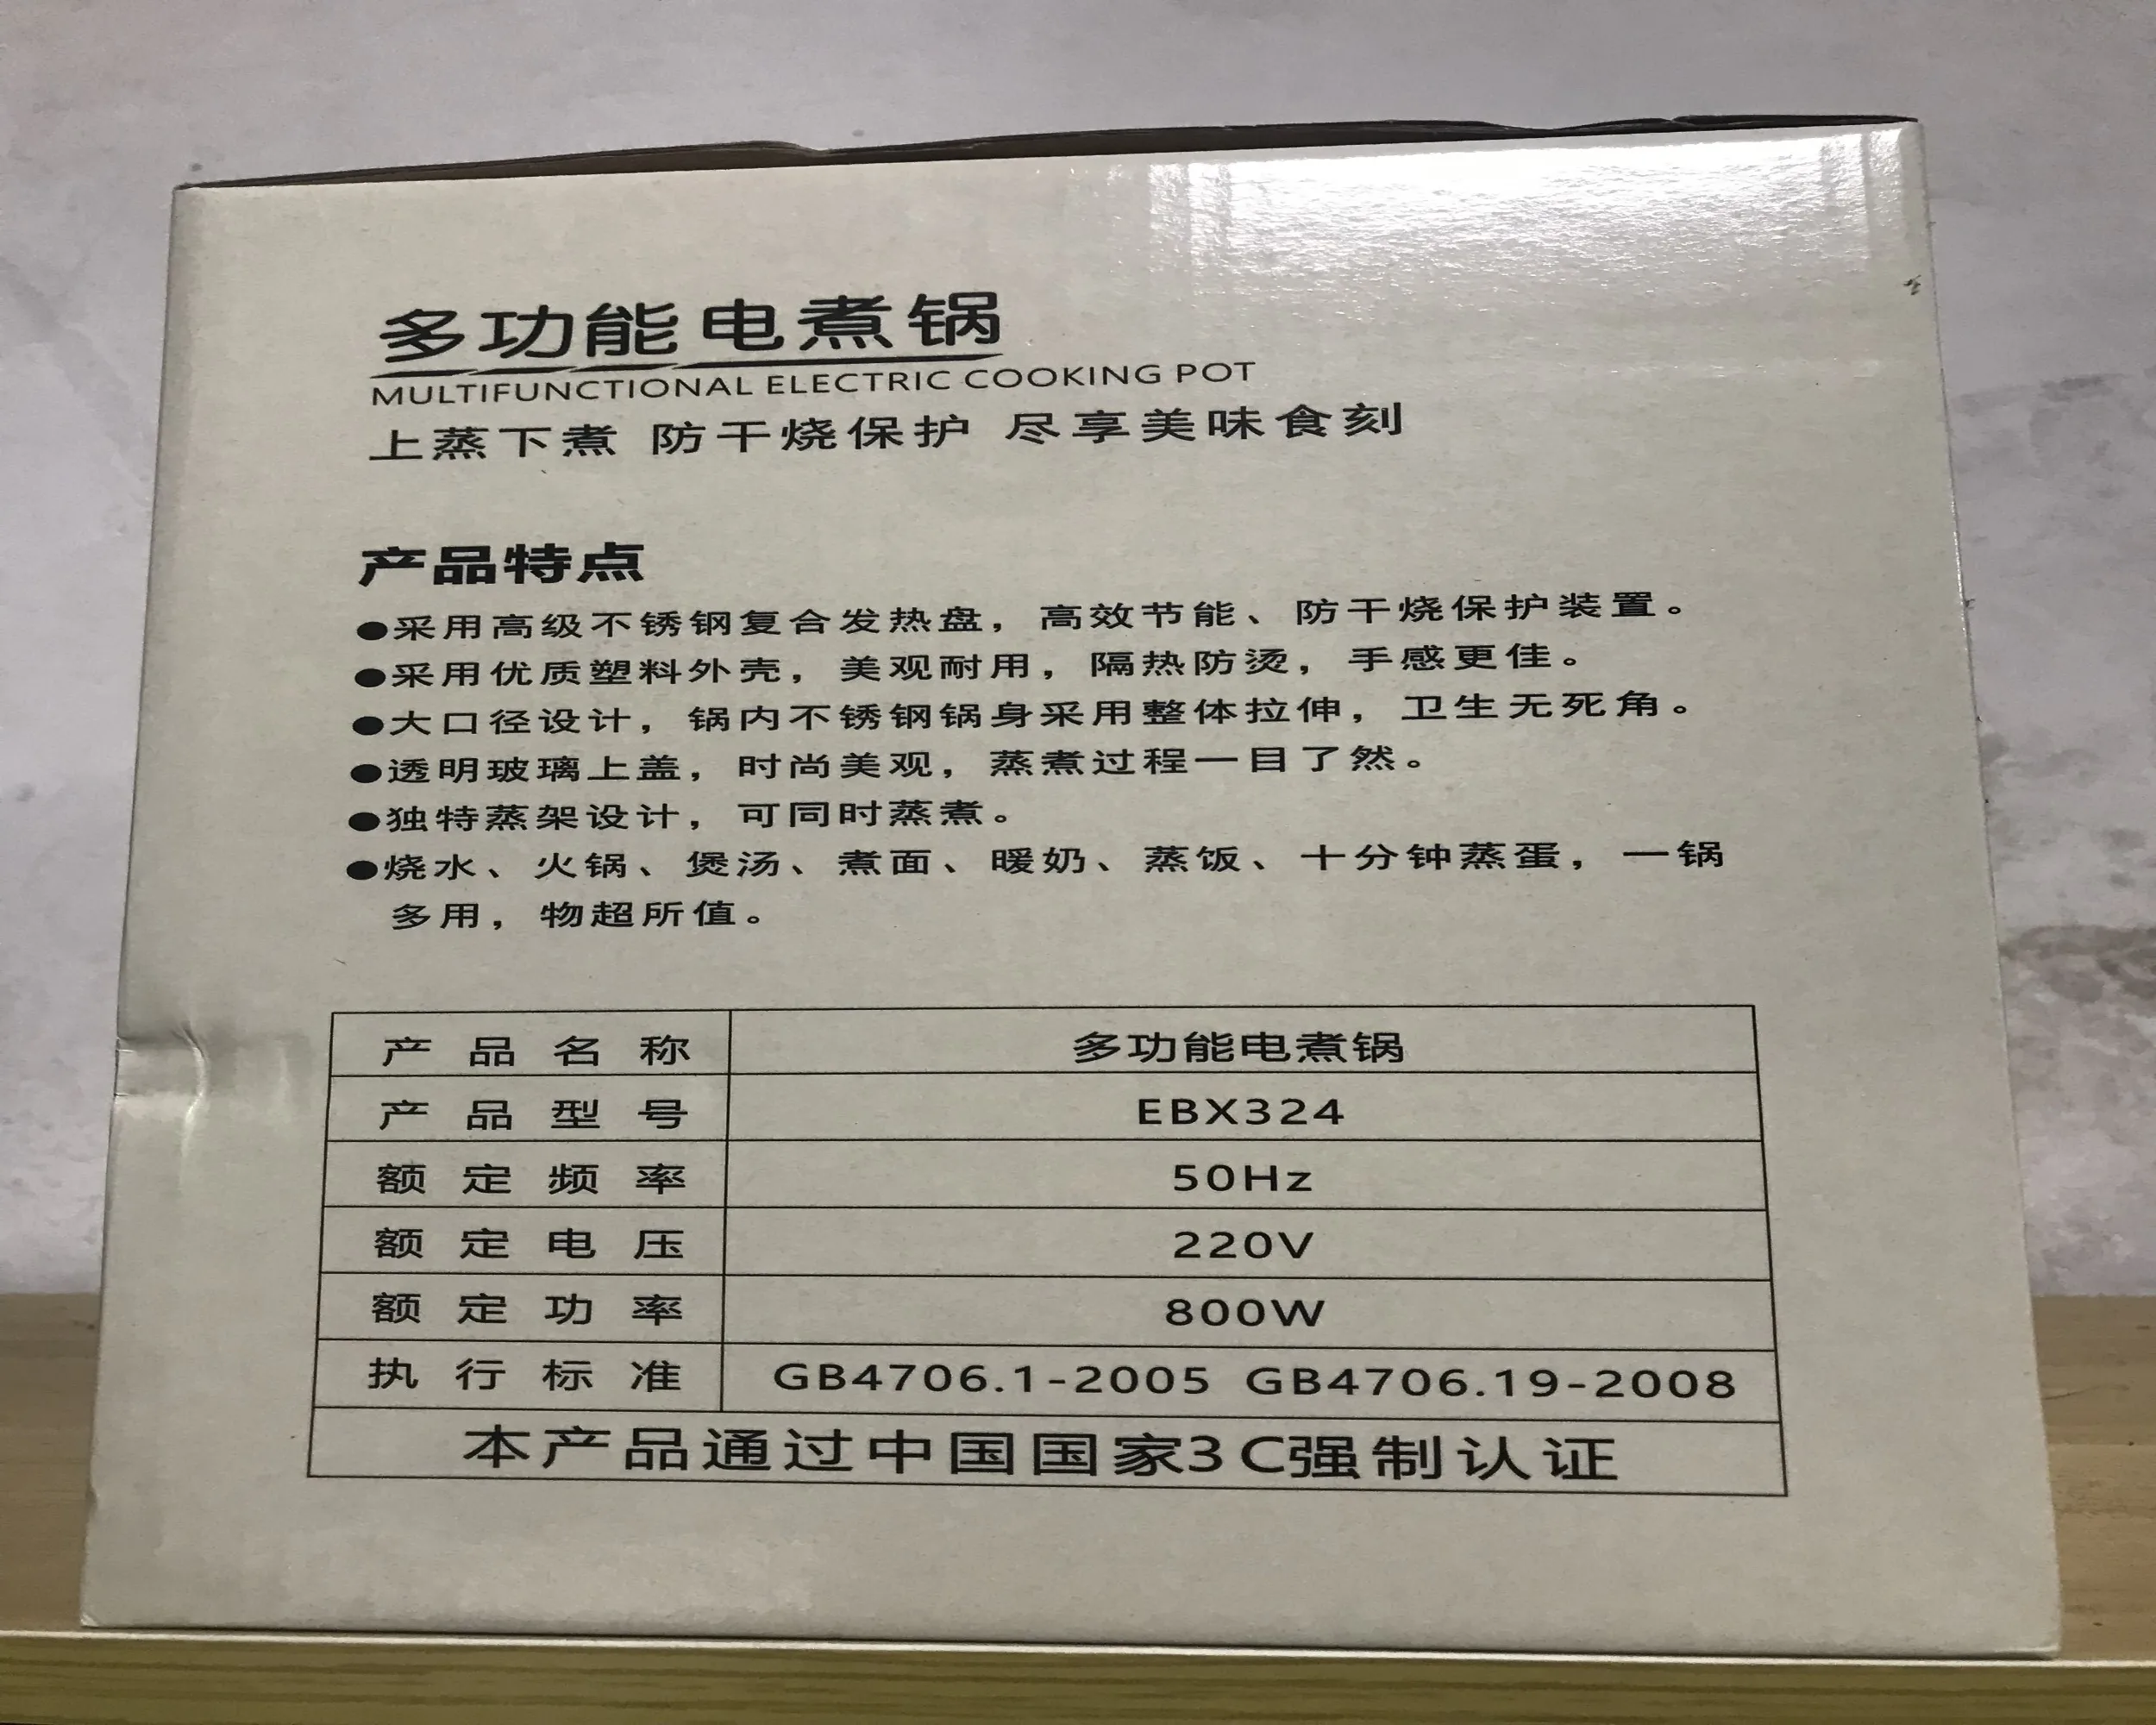 多功能电煮锅
MULTIFUNCTIONAL ELECTRIC COOKING POT
上蒸下煮 防干烧保护 尽享美味食刻
产品特点
●采用高级不锈钢复合发热盘，高效节能、防干烧保护装置。
●采用优质塑料外壳，美观耐用，隔热防烫，手感更佳。
●大口径设计，锅内不锈钢锅身采用整体拉伸，卫生无死角。
●透明玻璃上盖，时尚美观，蒸煮过程一目了然。
●独特蒸架设计，可同时蒸煮。
●烧水、火锅、煲汤、煮面、暖奶、蒸饭、十分钟蒸蛋，一锅
多用，物超所值。
产品名称 多功能电煮锅
产品型号 EBX324
额定频率 50Hz
额定电压 220V
额定功率 800W
执行标准 GB4706.1-2005 GB4706.19-2008
本产品通过中国国家3C强制认证